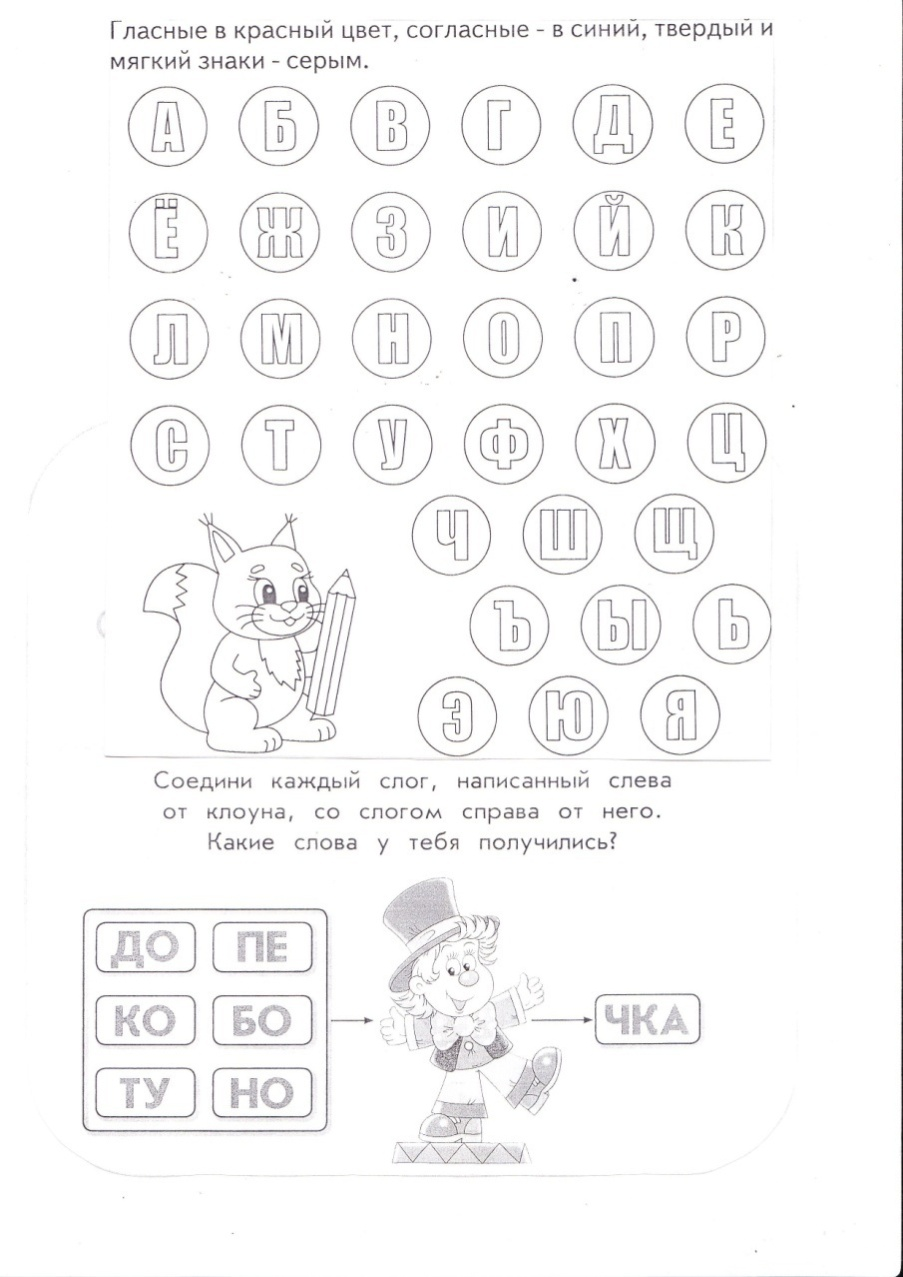 Гласные в красный цвет, согласные - в синий, твердый и
мягкий знаки - серым.
А Б В Г Д Е
Ё Ж З И Й К
Л М Н О П Р
С Т У Ф Х Ц
Ч Ш Щ
Ъ Ы Ь
Э Ю Я
Соедини каждый слог, написанный слева
от клоуна, со слогом справа от него.
Какие слова у тебя получились?
ДО ПЕ
КО БО ЧКА
ТУ НО